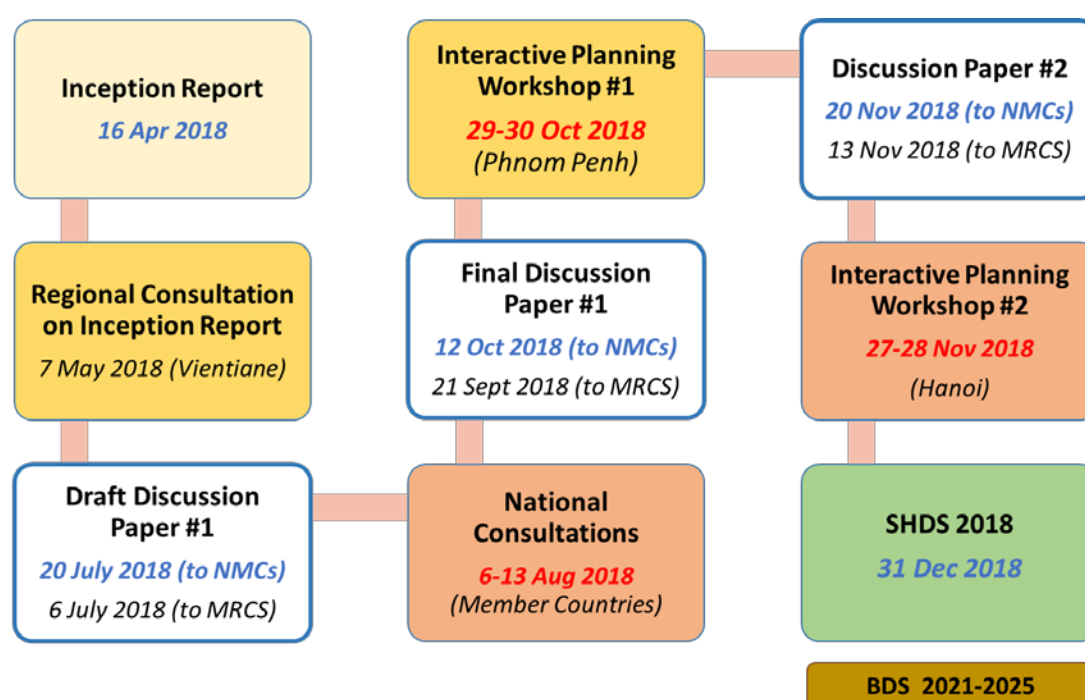 Inception Report
16 Apr 2018
Regional Consultation
on Inception Report
7 May 2018 (Vientiane)
Draft Discussion
Paper #1
20 July 2018 (to NMCs)
6 July 2018 (to MRCS)
National
Consultations
6-13 Aug 2018
(Member Countries)
Final Discussion
Paper #1
12 Oct 2018 (to NMCs)
21 Sept 2018 (to MRCS)
Interactive Planning
Workshop #1
29-30 Oct 2018
(Phnom Penh)
Discussion Paper #2
20 Nov 2018 (to NMCs)
13 Nov 2018 (to MRCS)
Interactive Planning
Workshop #2
27-28 Nov 2018
(Hanoi)
SHDS 2018
31 Dec 2018
BDS 2021-2025